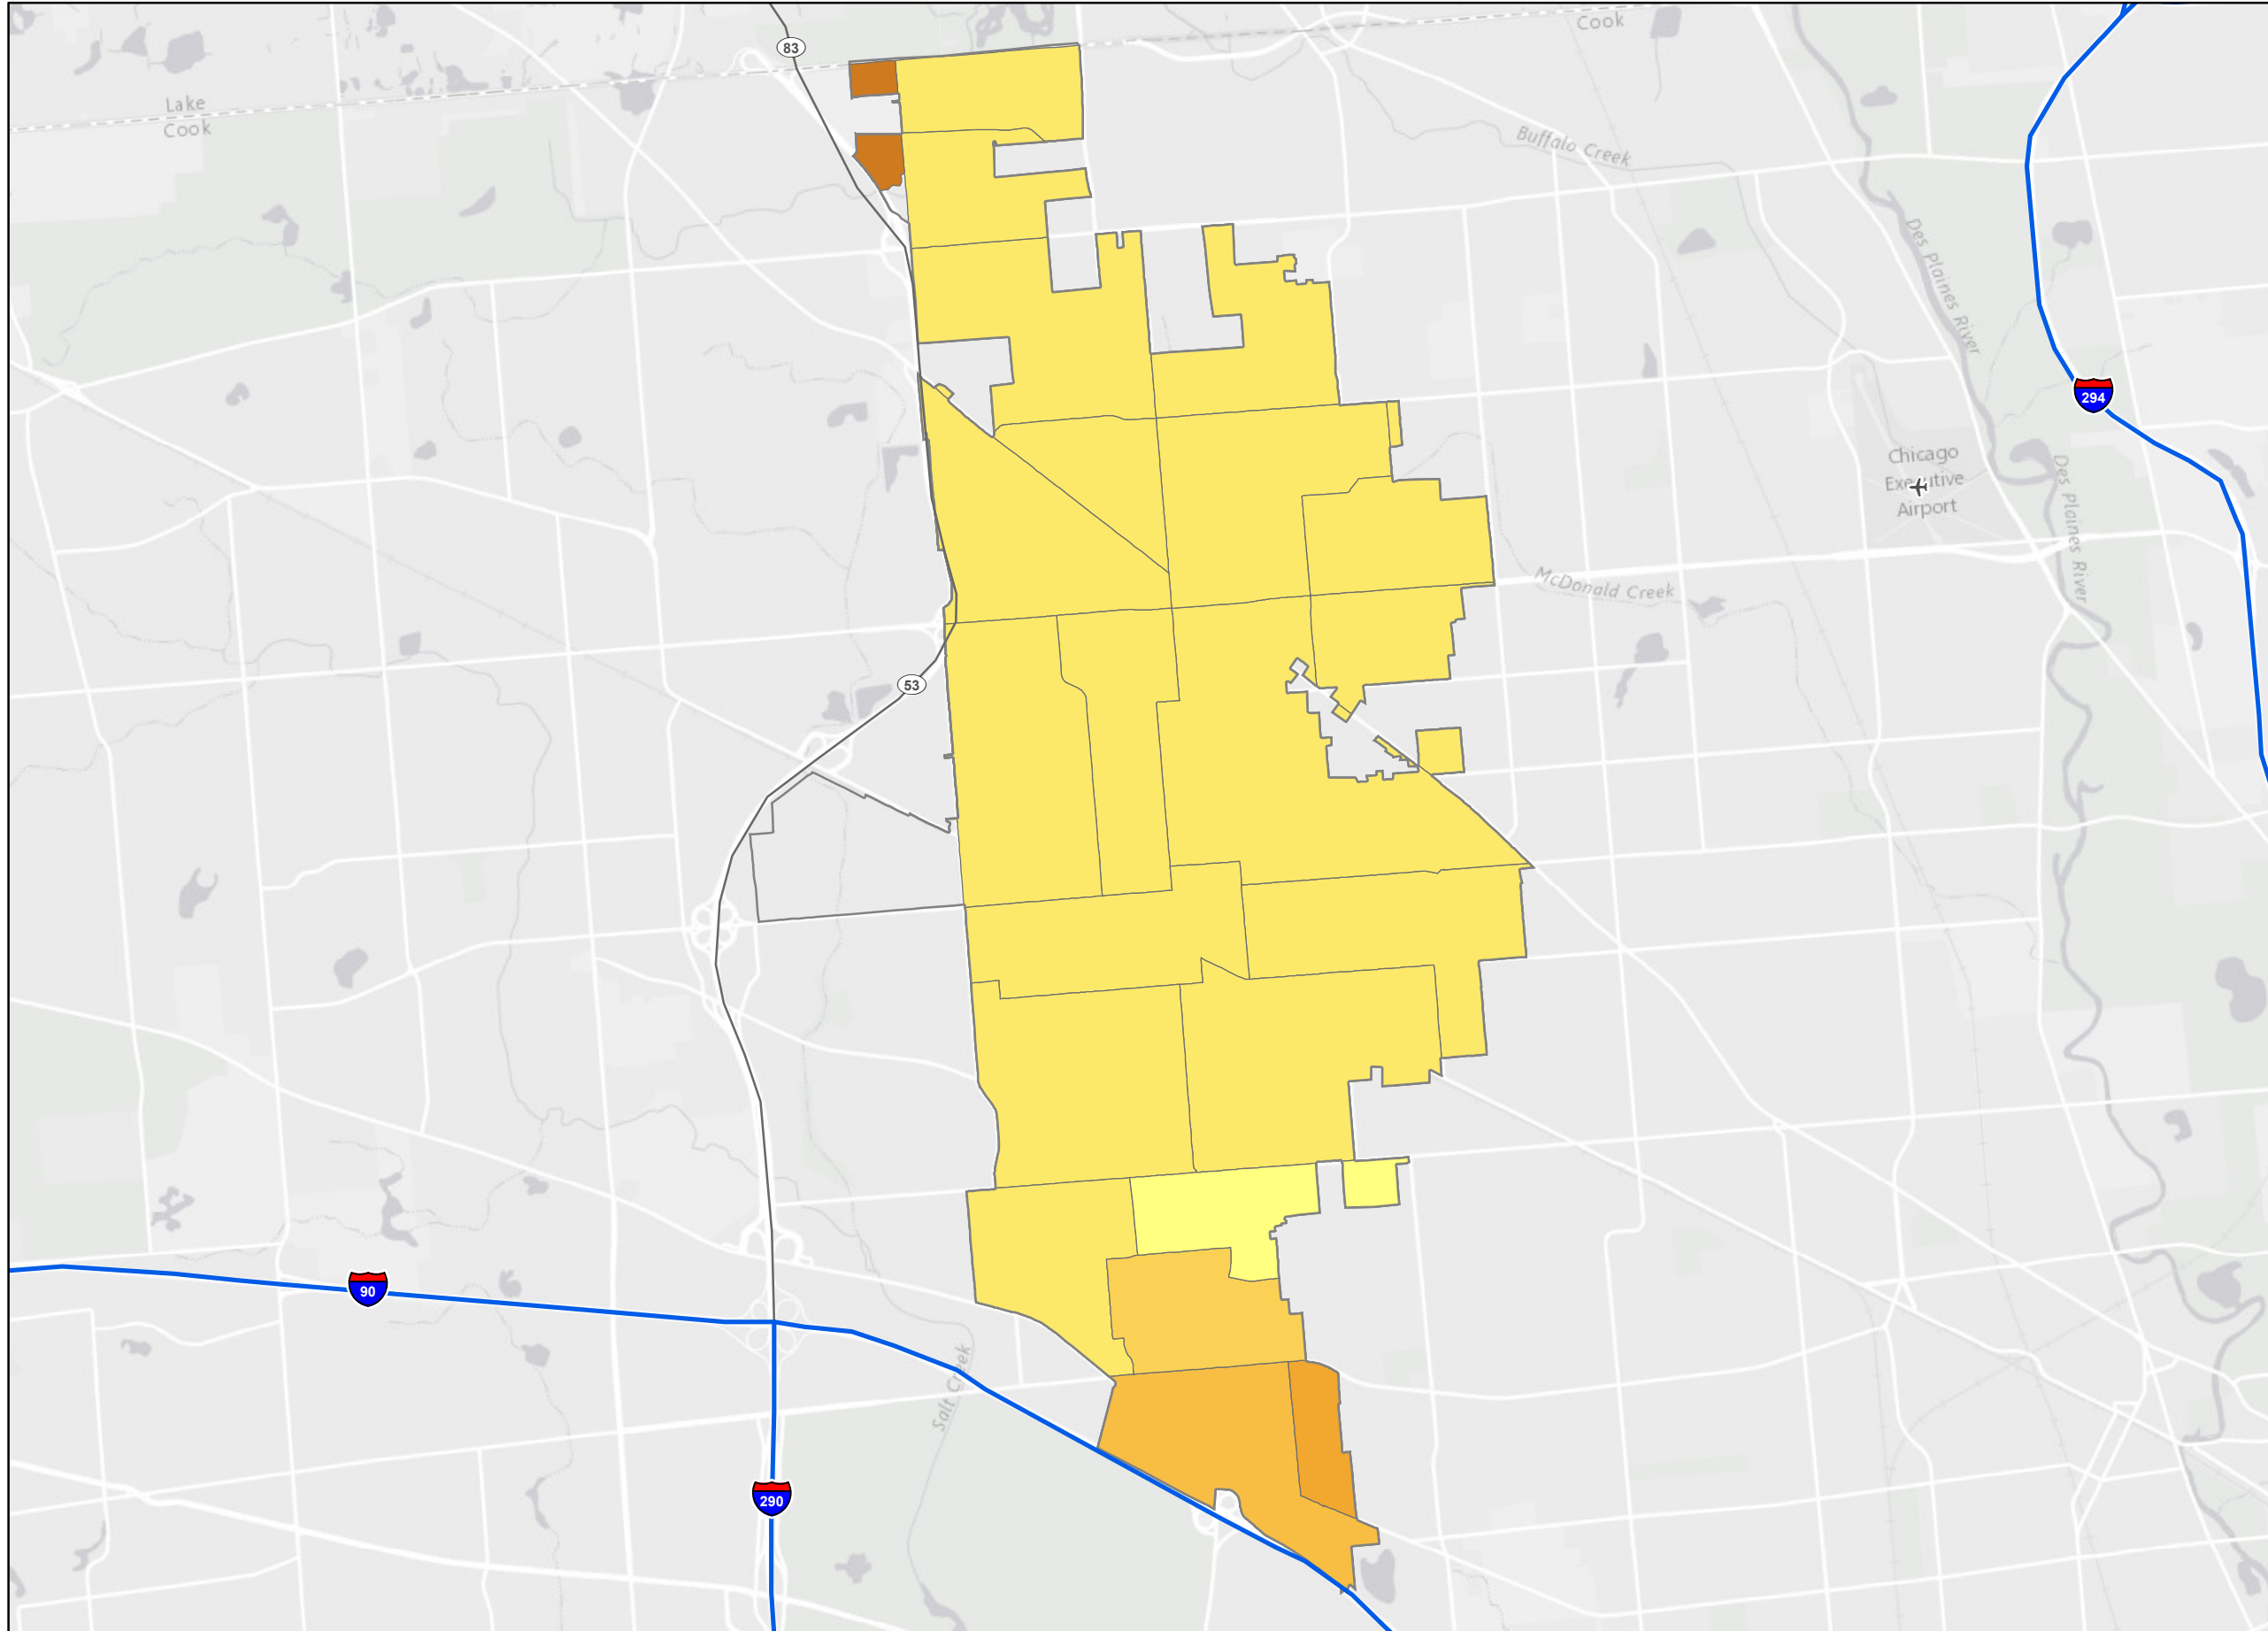 Cook
83
Lake
Cook
Buffalo Creek
Des Plaines River
294
Chicago
Executive
Airport
Des Plaines River
McDonald Creek
53
90
Salt Creek
290